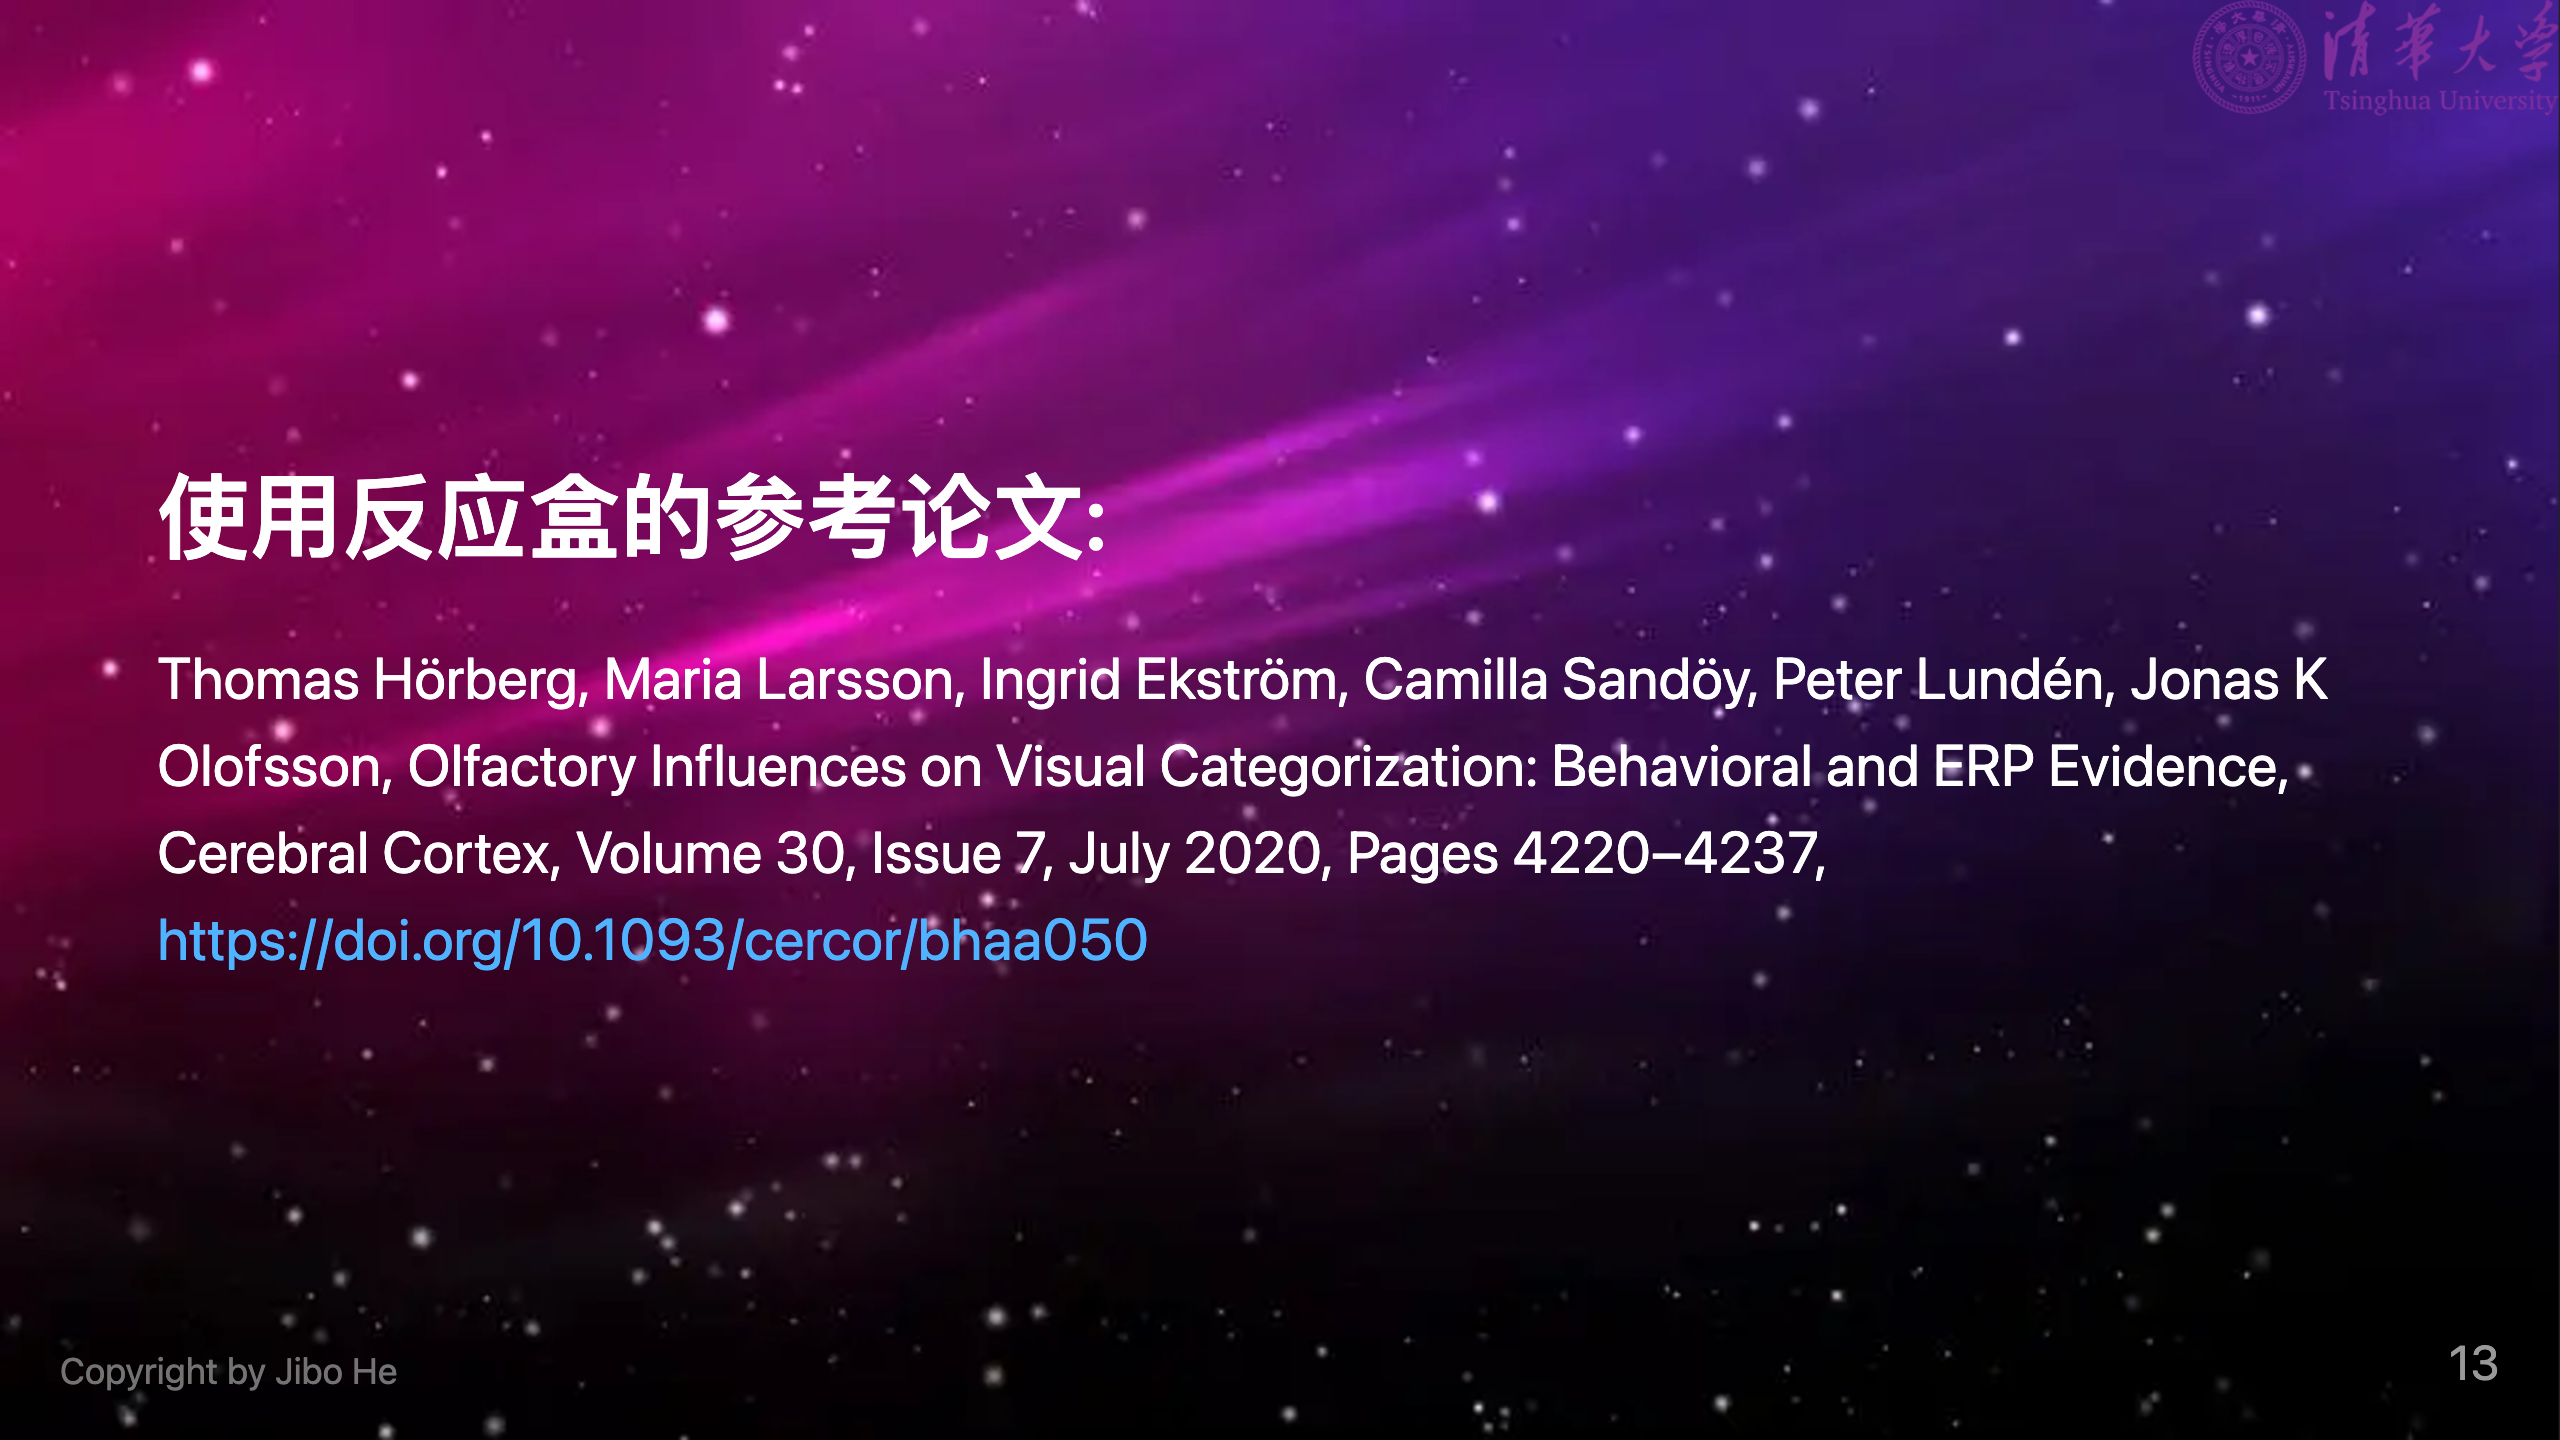 清華大学
Tsinghua University
使用反应盒的参考论文:
Thomas Hörberg, Maria Larsson, Ingrid Ekström, Camilla Sandöy, Peter Lundén, Jonas K
Olofsson, Olfactory Influences on Visual Categorization: Behavioral and ERP Evidence,
Cerebral Cortex, Volume 30, Issue 7, July 2020, Pages 4220–4237,
https://doi.org/10.1093/cercor/bhaa050
Copyright by Jibo He
13